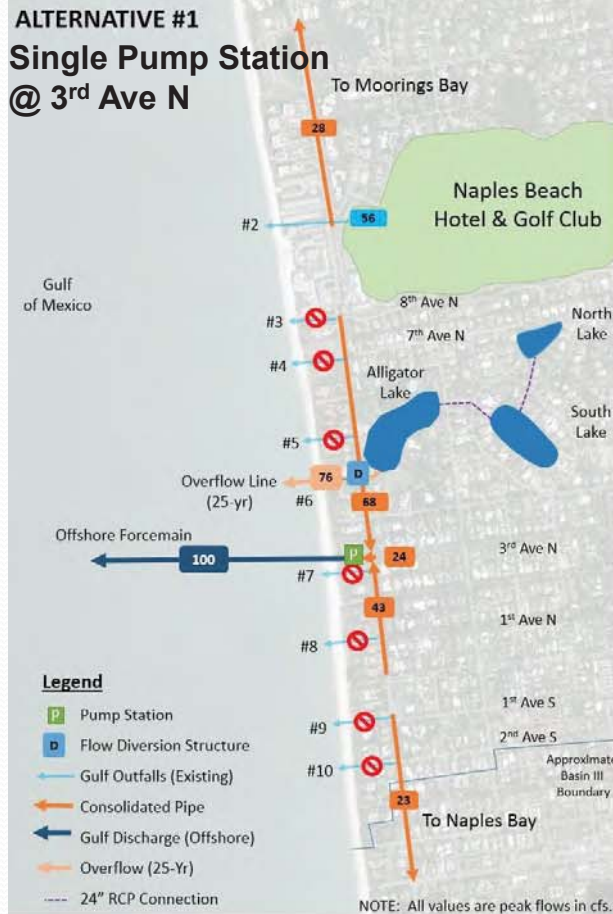 ALTERNATIVE #1
Single Pump Station
@ 3rd Ave N
To Moorings Bay
28
Naples Beach
Hotel & Golf Club
56
#2
Gulf
of Mexico
8th Ave N
#3
7th Ave N
North
Lake
#4
Alligator
Lake
South
Lake
#5
Overflow Line
(25-yr)
76
D
#6
68
Offshore Forcemain
100
P
24
3rd Ave N
#7
43
1st Ave N
#8
Legend
P Pump Station
D Flow Diversion Structure
Gulf Outfalls (Existing)
Consolidated Pipe
Gulf Discharge (Offshore)
Overflow (25-Yr)
24" RCP Connection
1st Ave S
#9
2nd Ave S
#10
Approximate
Basin III
Boundary
23
To Naples Bay
NOTE: All values are peak flows in cfs.